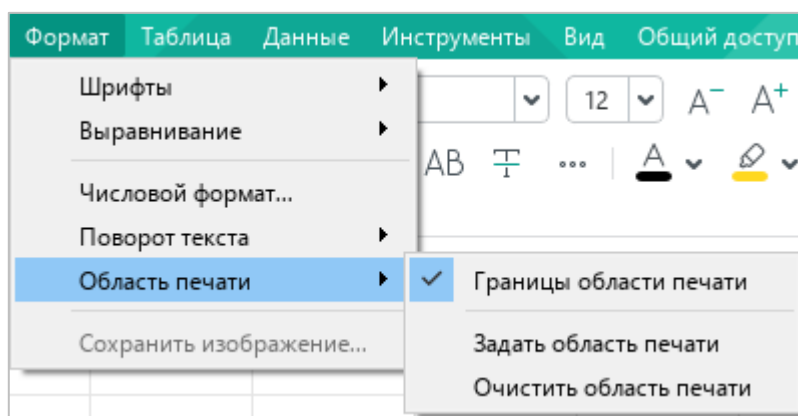 Формат Таблица Данные Инструменты Вид Общий доступ
Шрифты
12 A⁻ A⁺
Выравнивание
AB T A
Числовой формат...
Поворот текста
Область печати
Границы области печати
Сохранить изображение...
Задать область печати
Очистить область печати